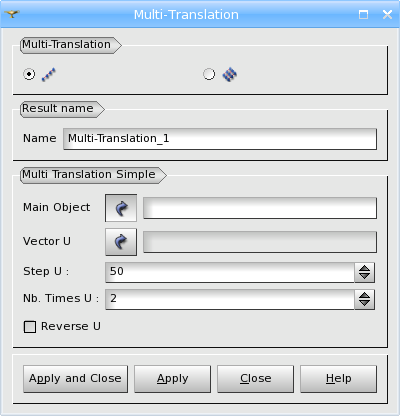 Multi-Translation
Multi-Translation
Result name
Name Multi-Translation_1
Multi Translation Simple
Main Object
Vector U
Step U : 50
Nb. Times U : 2
Reverse U
Apply and Close Apply Close Help